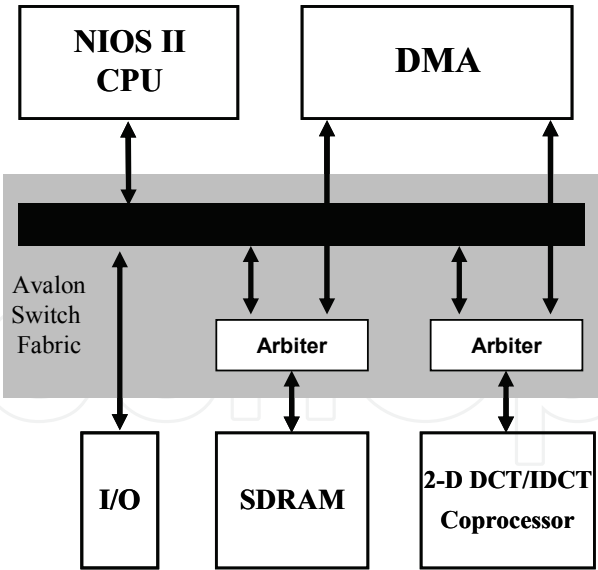 NIOS II
CPU
DMA
Avalon
Switch
Fabric
Arbiter
Arbiter
I/O
SDRAM
2-D DCT/IDCT
Coprocessor